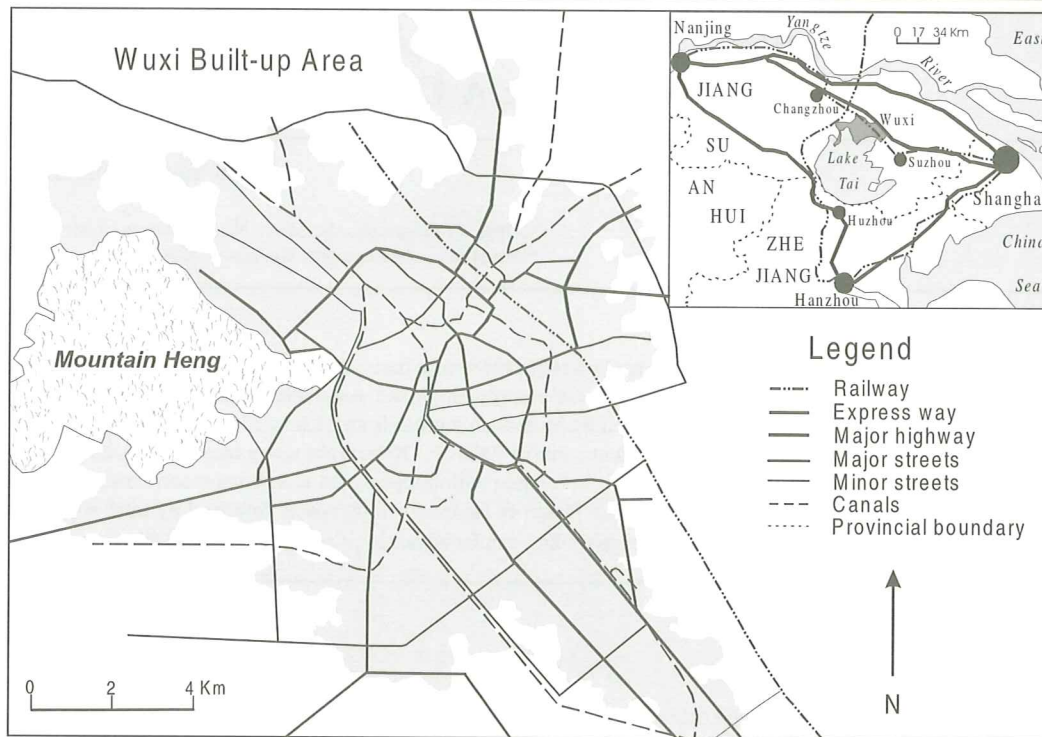 Wuxi Built-up Area
Mountain Heng
0 2 4 Km
Nanjing
Yangtze
River
0 17 34 Km
East
JIANG
SU
Changzhou
Wuxi
Lake
Tai
Suzhou
Shangha
AN
HUI
Huzhou
ZHE
JIANG
Hanzhou
China
Sea
Legend
Railway
Express way
Major highway
Major streets
Minor streets
Canals
Provincial boundary
N